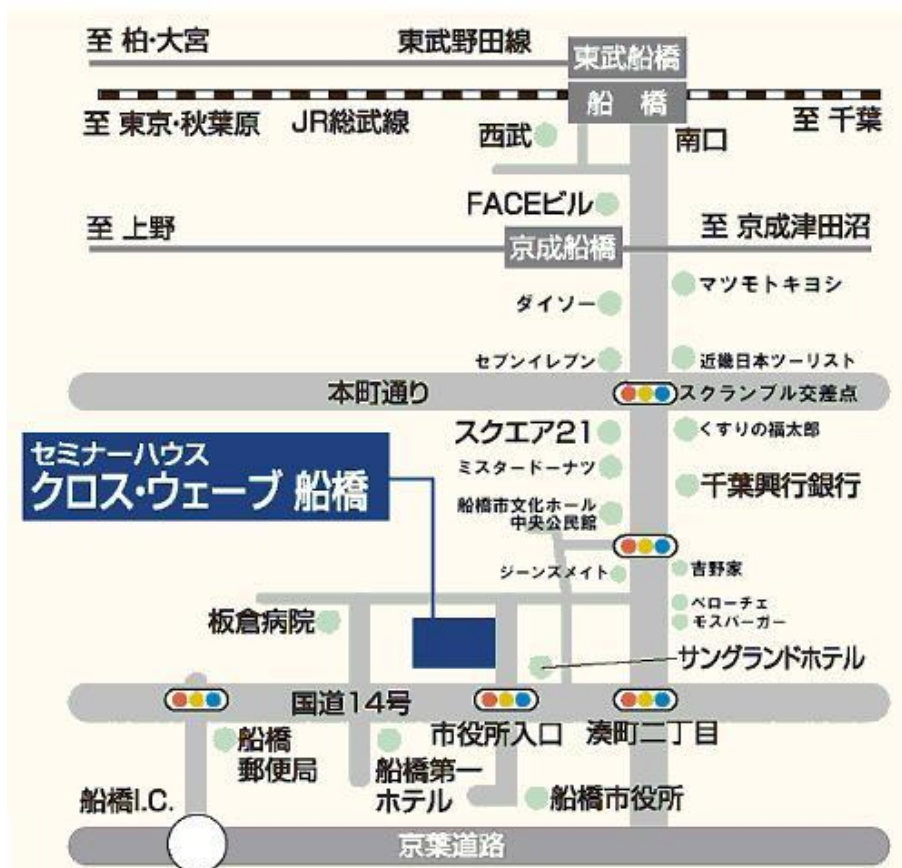 至 柏・大宮
東武野田線
東武船橋
船橋
至 東京・秋葉原
JR総武線
至 千葉
西武
南口
FACEビル
至 上野
京成船橋
至 京成津田沼
マツモトキヨシ
ダイソー
セブンイレブン
近畿日本ツーリスト
本町通り
スクランブル交差点
スクエア21
くすりの福太郎
セミナーハウス
クロス・ウェーブ 船橋
ミスタードーナツ
千葉興行銀行
船橋市文化ホール
中央公民館
ジーンズメイト
吉野家
ベローチェ
モスバーガー
板倉病院
サングランドホテル
国道14号
市役所入口
湊町二丁目
船橋
郵便局
船橋第一
ホテル
船橋I.C.
船橋市役所
京葉道路